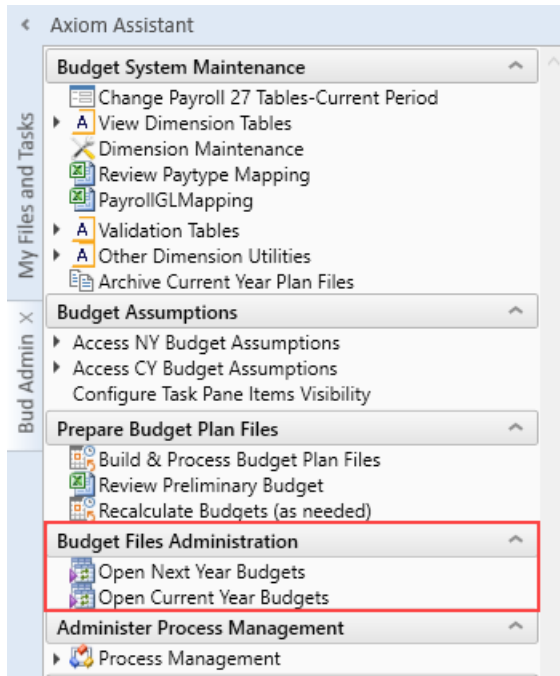 Axiom Assistant
My Files and Tasks
Bud Admin
Budget System Maintenance
Change Payroll 27 Tables-Current Period
View Dimension Tables
Dimension Maintenance
Review Paytype Mapping
PayrollGLMapping
Validation Tables
Other Dimension Utilities
Archive Current Year Plan Files
Budget Assumptions
Access NY Budget Assumptions
Access CY Budget Assumptions
Configure Task Pane Items Visibility
Prepare Budget Plan Files
Build & Process Budget Plan Files
Review Preliminary Budget
Recalculate Budgets (as needed)
Budget Files Administration
Open Next Year Budgets
Open Current Year Budgets
Administer Process Management
Process Management